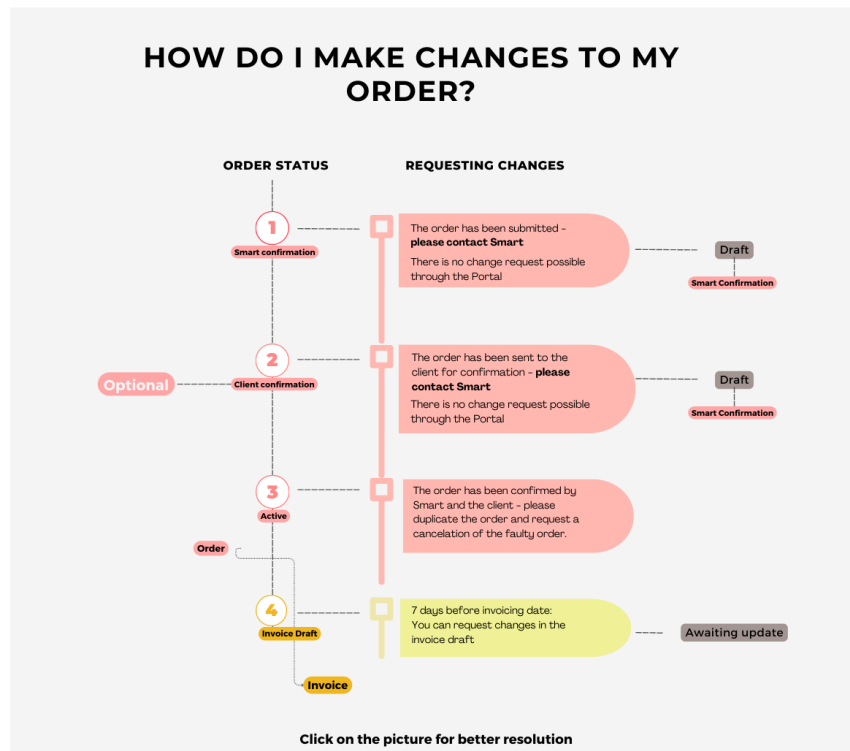 HOW DO I MAKE CHANGES TO MY
ORDER?
ORDER STATUS
REQUESTING CHANGES
1
Smart confirmation
The order has been submitted –
please contact Smart
There is no change request possible
through the Portal
Draft
Smart Confirmation
Optional
2
Client confirmation
The order has been sent to the
client for confirmation – please
contact Smart
There is no change request possible
through the Portal
Draft
Smart Confirmation
3
Active
The order has been confirmed by
Smart and the client – please
duplicate the order and request a
cancelation of the faulty order.
Order
4
Invoice Draft
7 days before invoicing date:
You can request changes in the
invoice draft
Awaiting update
Invoice
Click on the picture for better resolution